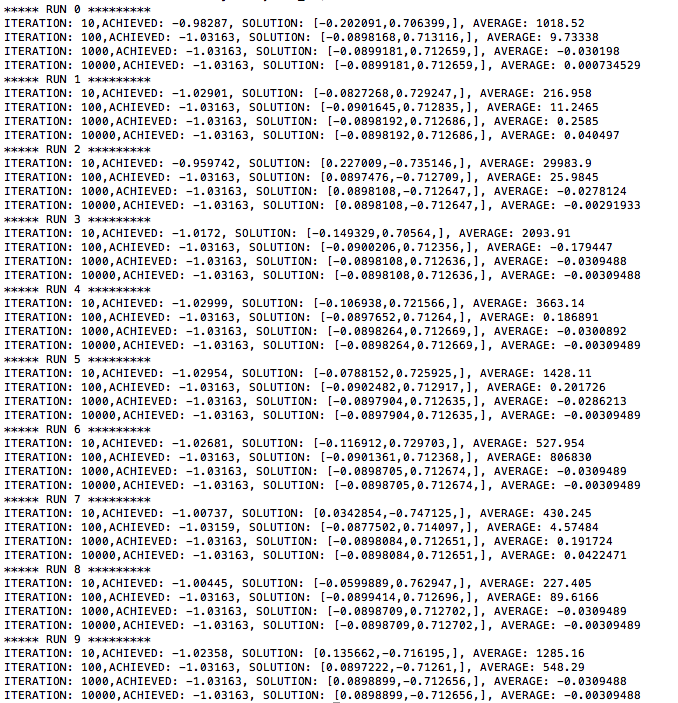 ***** RUN 0 *********
ITERATION: 10,ACHIEVED: -0.98287, SOLUTION: [-0.202091,0.706399,], AVERAGE: 1018.52
ITERATION: 100,ACHIEVED: -1.03163, SOLUTION: [-0.0898168,0.713116,], AVERAGE: 9.73338
ITERATION: 1000,ACHIEVED: -1.03163, SOLUTION: [-0.0899181,0.712659,], AVERAGE: -0.030198
ITERATION: 10000,ACHIEVED: -1.03163, SOLUTION: [-0.0899181,0.712659,], AVERAGE: 0.000734529
***** RUN 1 *********
ITERATION: 10,ACHIEVED: -1.02901, SOLUTION: [-0.0827268,0.729247,], AVERAGE: 216.958
ITERATION: 100,ACHIEVED: -1.03163, SOLUTION: [-0.0901645,0.712835,], AVERAGE: 11.2465
ITERATION: 1000,ACHIEVED: -1.03163, SOLUTION: [-0.0898192,0.712686,], AVERAGE: 0.2585
ITERATION: 10000,ACHIEVED: -1.03163, SOLUTION: [-0.0898192,0.712686,], AVERAGE: 0.040497
***** RUN 2 *********
ITERATION: 10,ACHIEVED: -0.959742, SOLUTION: [0.227009,-0.735146,], AVERAGE: 29983.9
ITERATION: 100,ACHIEVED: -1.03163, SOLUTION: [0.0897476,-0.712709,], AVERAGE: 25.9845
ITERATION: 1000,ACHIEVED: -1.03163, SOLUTION: [0.0898108,-0.712647,], AVERAGE: -0.0278124
ITERATION: 10000,ACHIEVED: -1.03163, SOLUTION: [0.0898108,-0.712647,], AVERAGE: -0.00291933
***** RUN 3 *********
ITERATION: 10,ACHIEVED: -1.0172, SOLUTION: [-0.149329,0.70564,], AVERAGE: 2093.91
ITERATION: 100,ACHIEVED: -1.03163, SOLUTION: [-0.0900206,0.712356,], AVERAGE: -0.179447
ITERATION: 1000,ACHIEVED: -1.03163, SOLUTION: [-0.0898108,0.712636,], AVERAGE: -0.0309488
ITERATION: 10000,ACHIEVED: -1.03163, SOLUTION: [-0.0898108,0.712636,], AVERAGE: -0.00309488
***** RUN 4 *********
ITERATION: 10,ACHIEVED: -1.02999, SOLUTION: [-0.106938,0.721566,], AVERAGE: 3663.14
ITERATION: 100,ACHIEVED: -1.03163, SOLUTION: [-0.0897652,0.71264,], AVERAGE: 0.186891
ITERATION: 1000,ACHIEVED: -1.03163, SOLUTION: [-0.0898264,0.712669,], AVERAGE: -0.0300892
ITERATION: 10000,ACHIEVED: -1.03163, SOLUTION: [-0.0898264,0.712669,], AVERAGE: -0.00309489
***** RUN 5 *********
ITERATION: 10,ACHIEVED: -1.02954, SOLUTION: [-0.0788152,0.725925,], AVERAGE: 1428.11
ITERATION: 100,ACHIEVED: -1.03163, SOLUTION: [-0.0902482,0.712917,], AVERAGE: 0.201726
ITERATION: 1000,ACHIEVED: -1.03163, SOLUTION: [-0.0897904,0.712635,], AVERAGE: -0.0286213
ITERATION: 10000,ACHIEVED: -1.03163, SOLUTION: [-0.0897904,0.712635,], AVERAGE: -0.00309489
***** RUN 6 *********
ITERATION: 10,ACHIEVED: -1.02681, SOLUTION: [-0.116912,0.729703,], AVERAGE: 527.954
ITERATION: 100,ACHIEVED: -1.03163, SOLUTION: [-0.0901361,0.712368,], AVERAGE: 806830
ITERATION: 1000,ACHIEVED: -1.03163, SOLUTION: [-0.0898705,0.712674,], AVERAGE: -0.0309489
ITERATION: 10000,ACHIEVED: -1.03163, SOLUTION: [-0.0898705,0.712674,], AVERAGE: -0.00309489
***** RUN 7 *********
ITERATION: 10,ACHIEVED: -1.00737, SOLUTION: [0.0342854,-0.747125,], AVERAGE: 430.245
ITERATION: 100,ACHIEVED: -1.03159, SOLUTION: [-0.0877502,0.714097,], AVERAGE: 4.57484
ITERATION: 1000,ACHIEVED: -1.03163, SOLUTION: [-0.0898084,0.712651,], AVERAGE: 0.191724
ITERATION: 10000,ACHIEVED: -1.03163, SOLUTION: [-0.0898084,0.712651,], AVERAGE: 0.0422471
***** RUN 8 *********
ITERATION: 10,ACHIEVED: -1.00445, SOLUTION: [-0.0599889,0.762947,], AVERAGE: 227.405
ITERATION: 100,ACHIEVED: -1.03163, SOLUTION: [-0.0899414,0.712696,], AVERAGE: 89.6166
ITERATION: 1000,ACHIEVED: -1.03163, SOLUTION: [-0.0898709,0.712702,], AVERAGE: -0.0309489
ITERATION: 10000,ACHIEVED: -1.03163, SOLUTION: [-0.0898709,0.712702,], AVERAGE: -0.00309489
***** RUN 9 *********
ITERATION: 10,ACHIEVED: -1.02358, SOLUTION: [0.135662,-0.716195,], AVERAGE: 1285.16
ITERATION: 100,ACHIEVED: -1.03163, SOLUTION: [0.0897222,-0.71261,], AVERAGE: 548.29
ITERATION: 1000,ACHIEVED: -1.03163, SOLUTION: [0.0898899,-0.712656,], AVERAGE: -0.0309488
ITERATION: 10000,ACHIEVED: -1.03163, SOLUTION: [0.0898899,-0.712656,], AVERAGE: -0.00309488